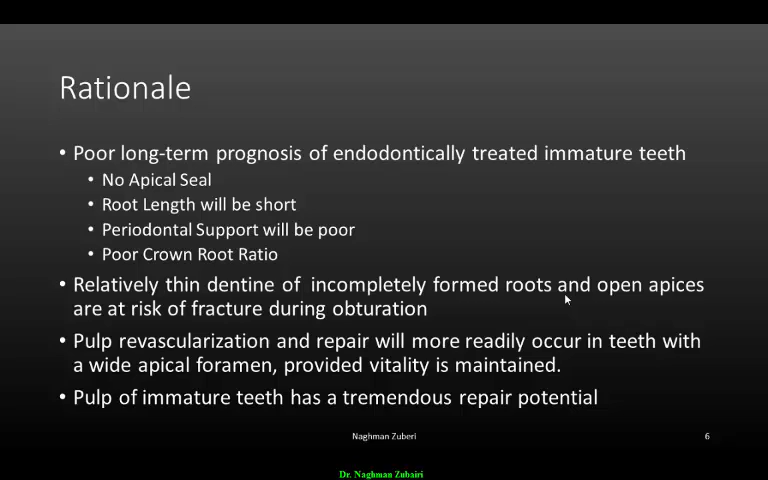 Rationale
• Poor long-term prognosis of endodontically treated immature teeth
• No Apical Seal
• Root Length will be short
• Periodontal Support will be poor
• Poor Crown Root Ratio
• Relatively thin dentine of incompletely formed roots and open apices
are at risk of fracture during obturation
• Pulp revascularization and repair will more readily occur in teeth with
a wide apical foramen, provided vitality is maintained.
• Pulp of immature teeth has a tremendous repair potential
Naghman Zuberi
6
Dr. Naghman Zubairi